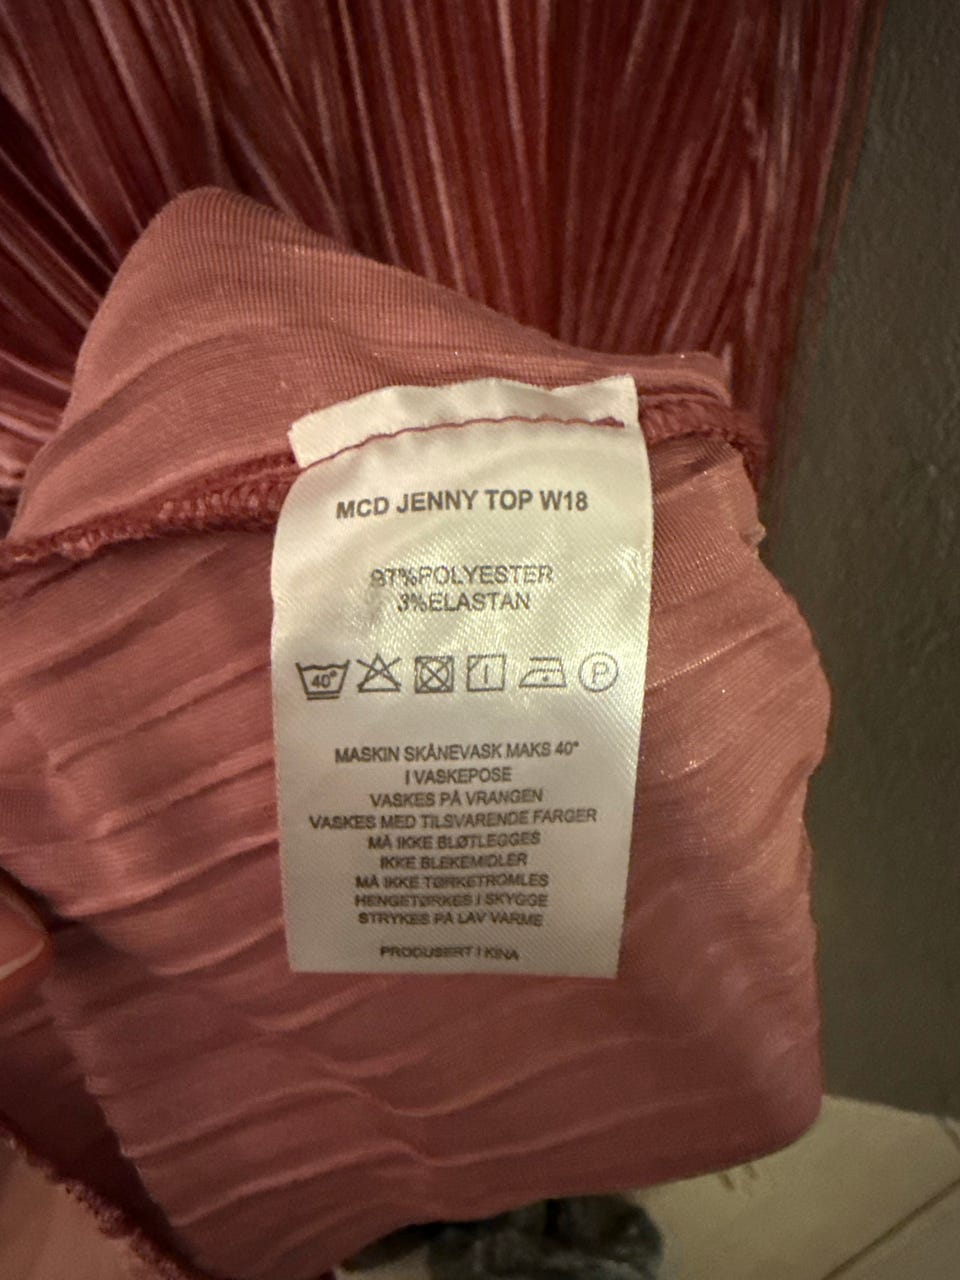 MCD JENNY TOP W18
97%POLYESTER
3%ELASTAN
40°
P
MASKIN SKÅNEVASK MAKS 40°
I VASKEPOSE
VASKES PÅ VRANGEN
VASKES MED TILSVARENDE FARGER
MÅ IKKE BLØTLEGGES
IKKE BLEKEMIDLER
MÅ IKKE TØRKETROMLES
HENGETØRKES I SKYGGE
STRYKES PÅ LAV VARME
PRODUSERT I KINA